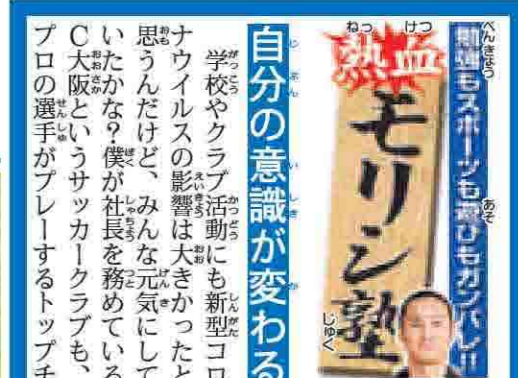 勉強もスポーツも遊びもガンバレ!!
熱血
モリシ塾
自分の意識が変わる
学校やクラブ活動にも新型コロ
ナウイルスの影響は大きかったと
思うんだけど、みんな元気にして
いたかな?僕が社長を務めている
C大阪というサッカークラブも、
プロの選手がプレーするトップチ